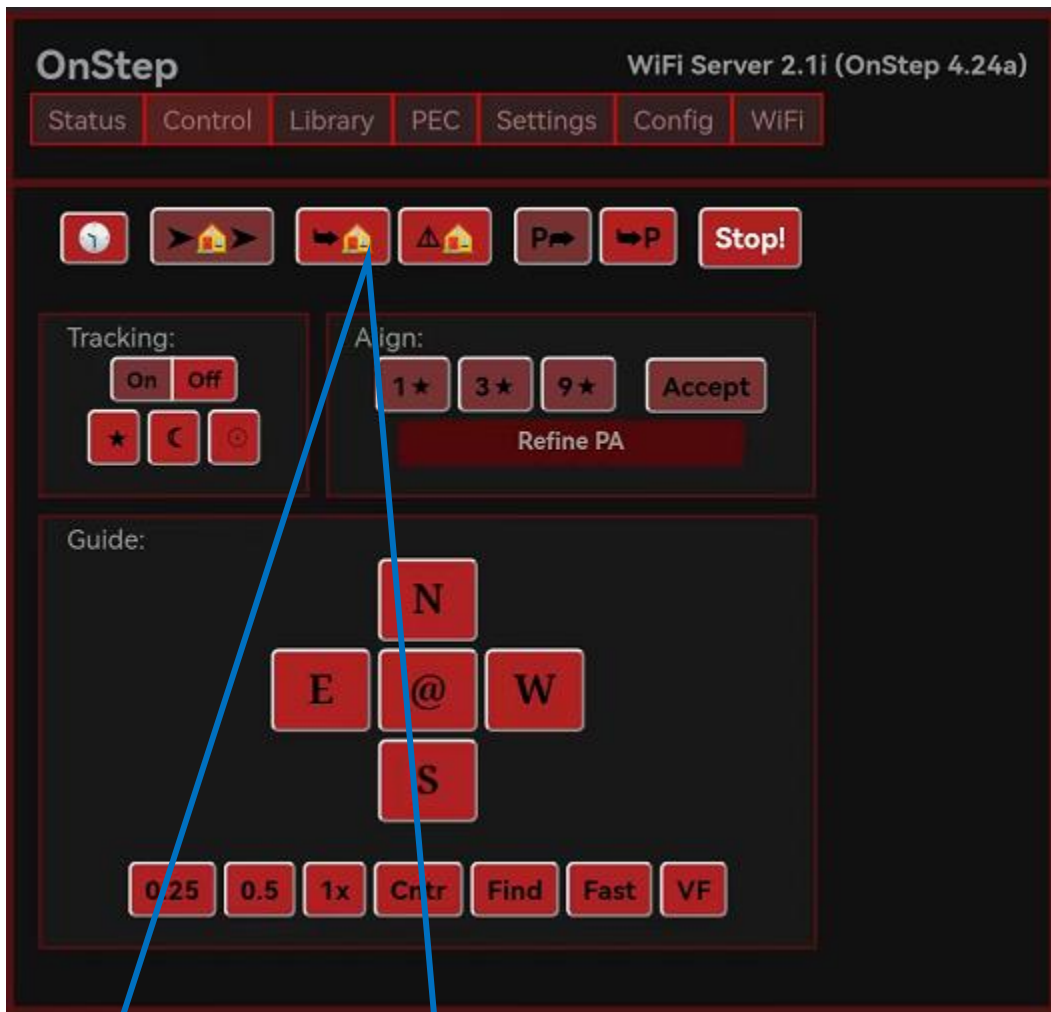 OnStep
WiFi Server 2.1i (OnStep 4.24a)
Status Control Library PEC Settings Config WiFi
➤🏠➤ ⮩🏠 ⚠🏠 P➦ ⮩P Stop!
Tracking:
On Off
★ ☾ ☉
Align:
1★ 3★ 9★ Accept
Refine PA
Guide:
N
E @ W
S
0.25 0.5 1x Cntr Find Fast VF